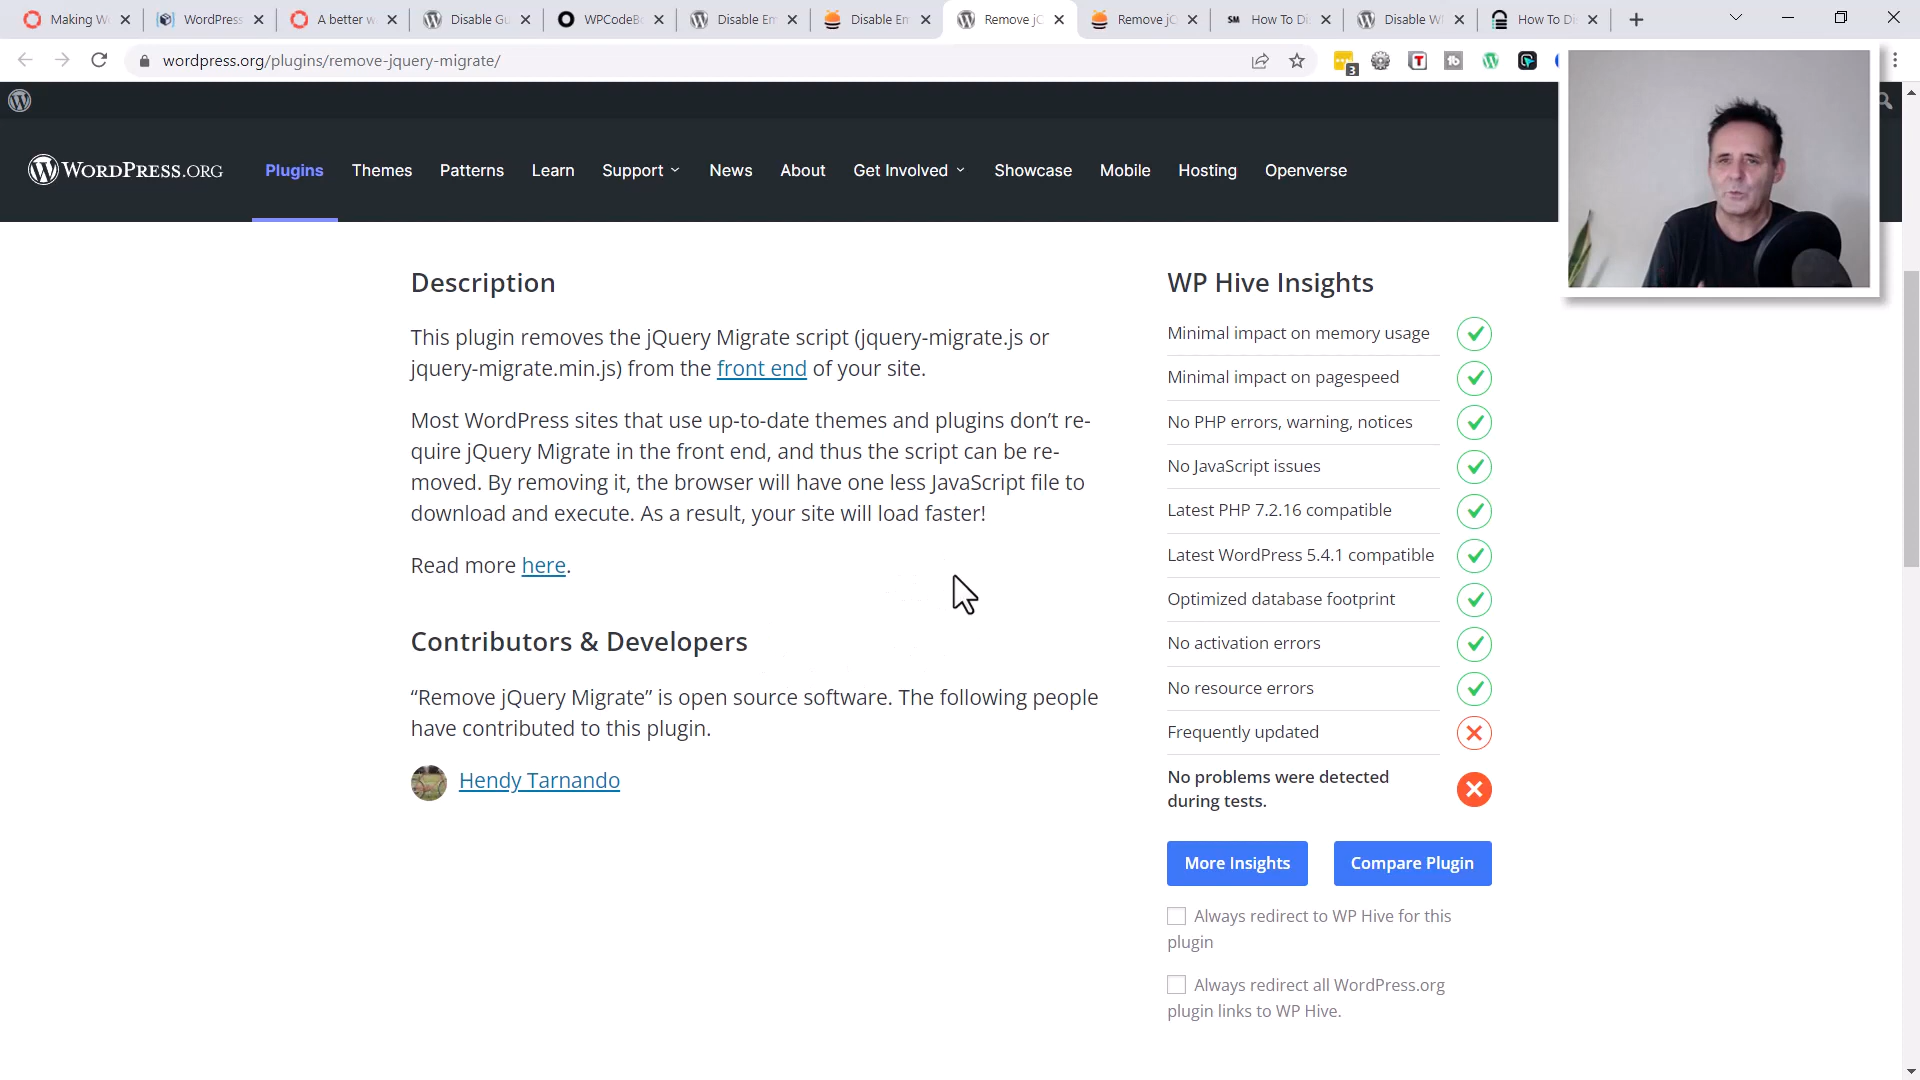 Making W
WordPress
A better w
Disable Gu
WPCodeBo
Disable Em
Disable Em
Remove jQ
Remove jQ
SM How To Di
Disable W
How To Di
wordpress.org/plugins/remove-jquery-migrate/
3
T
tb
WORDPRESS.ORG
Plugins
Themes
Patterns
Learn
Support
News
About
Get Involved
Showcase
Mobile
Hosting
Openverse
Description
This plugin removes the jQuery Migrate script (jquery-migrate.js or
jquery-migrate.min.js) from the front end of your site.
Most WordPress sites that use up-to-date themes and plugins don’t re-
quire jQuery Migrate in the front end, and thus the script can be re-
moved. By removing it, the browser will have one less JavaScript file to
download and execute. As a result, your site will load faster!
Read more here.
Contributors & Developers
“Remove jQuery Migrate” is open source software. The following people
have contributed to this plugin.
Hendy Tarnando
WP Hive Insights
Minimal impact on memory usage
Minimal impact on pagespeed
No PHP errors, warning, notices
No JavaScript issues
Latest PHP 7.2.16 compatible
Latest WordPress 5.4.1 compatible
Optimized database footprint
No activation errors
No resource errors
Frequently updated
No problems were detected
during tests.
More Insights
Compare Plugin
Always redirect to WP Hive for this
plugin
Always redirect all WordPress.org
plugin links to WP Hive.